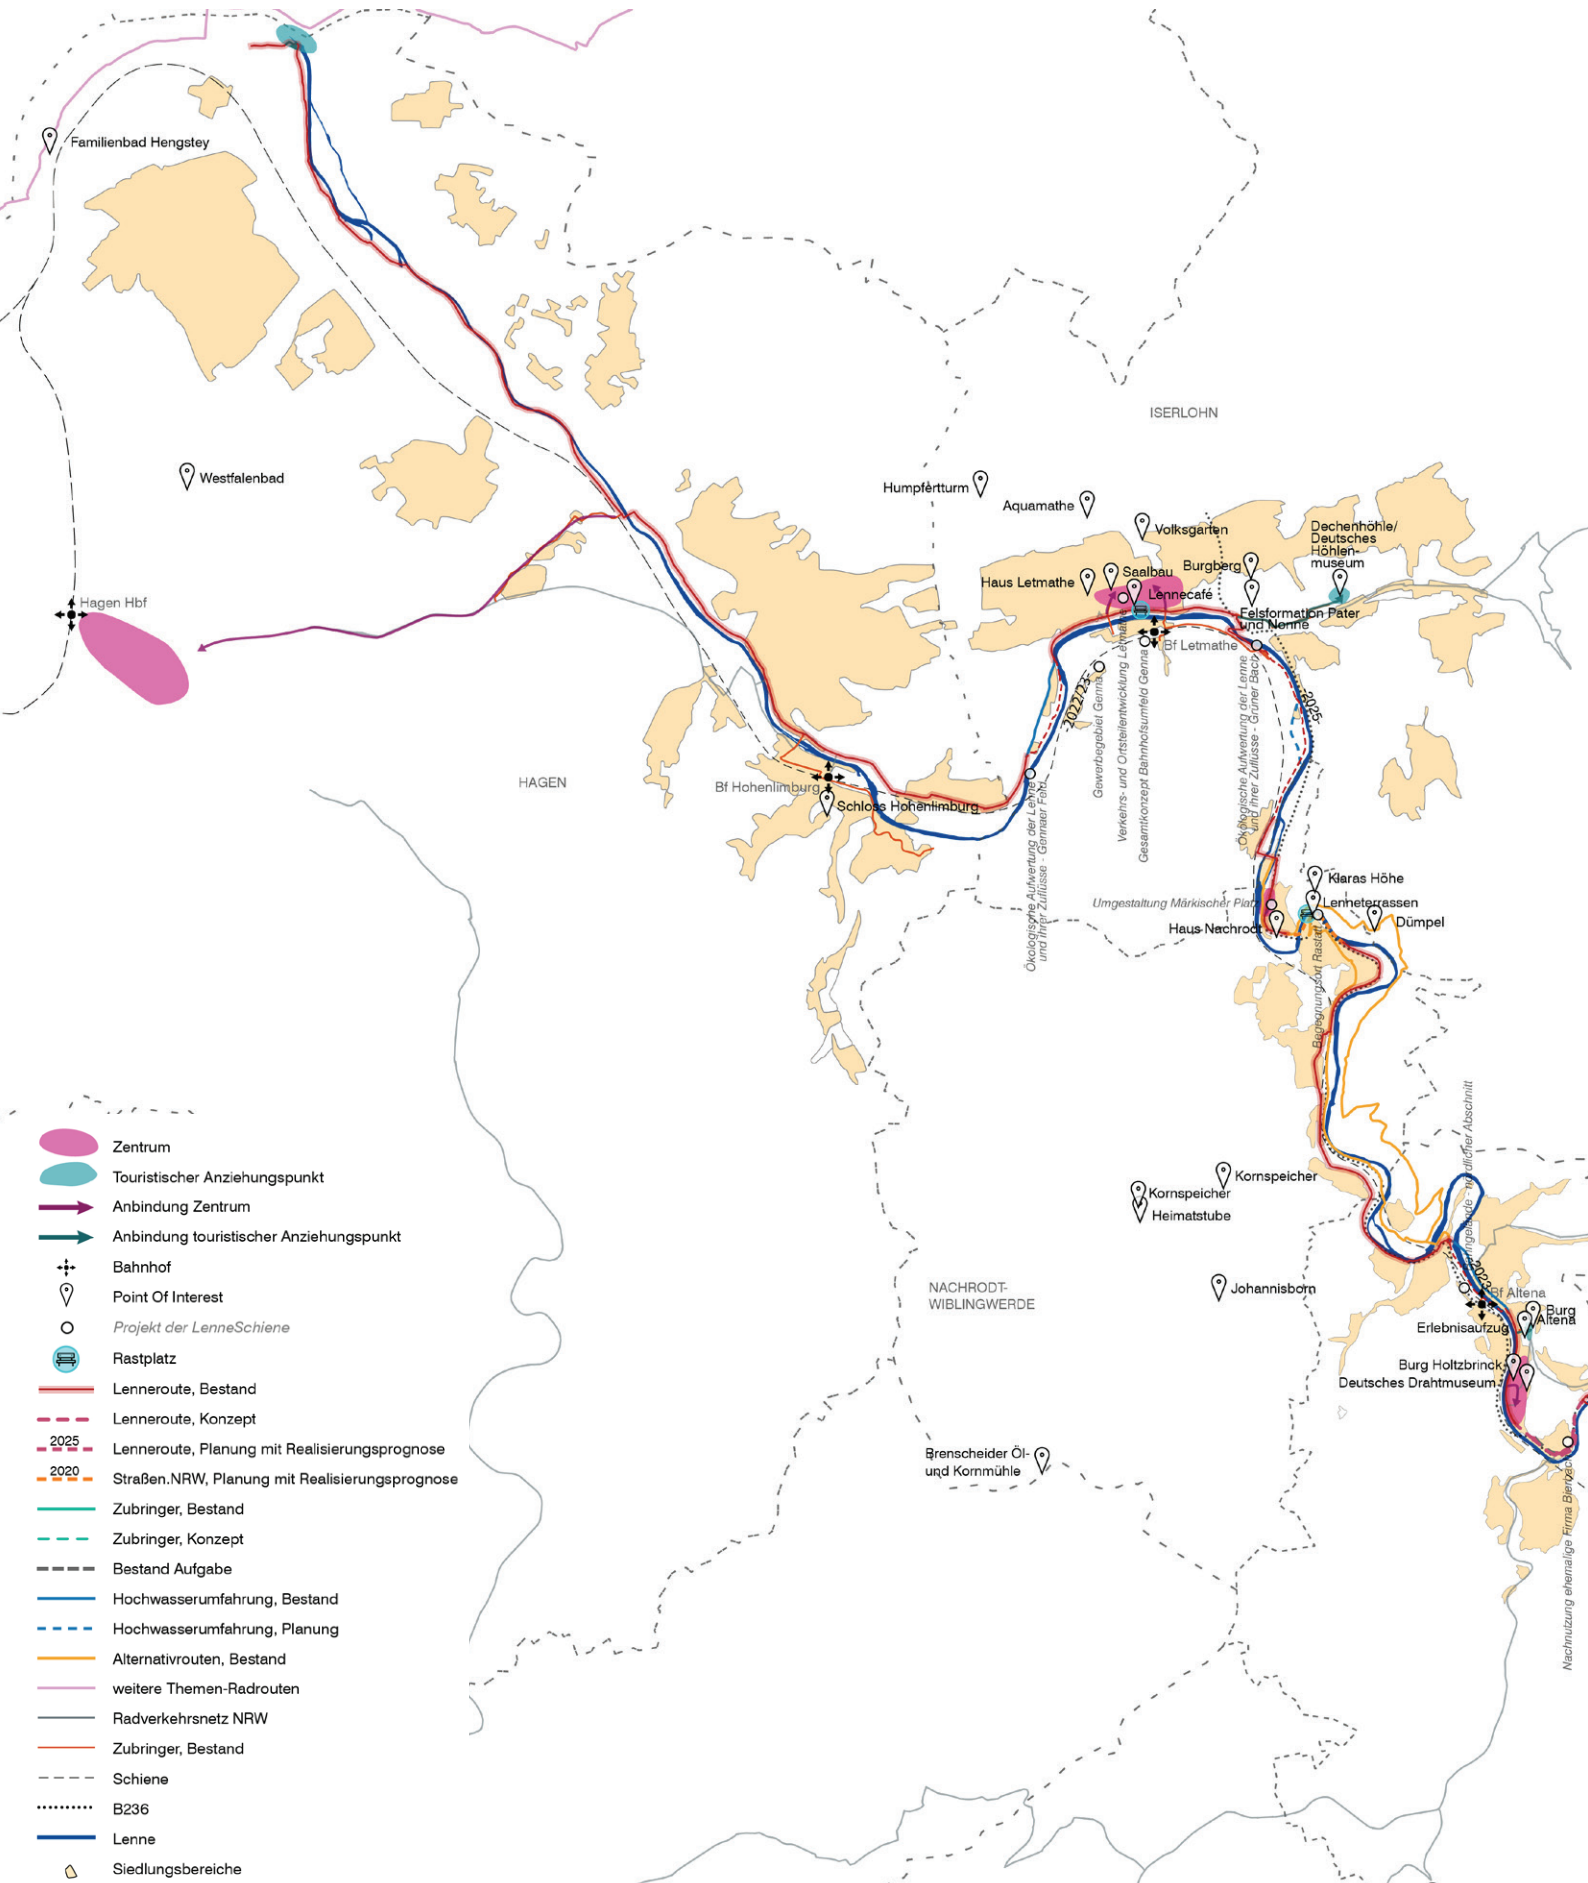 Familienbad Hengstey
ISERLOHN
Westfalenbad
Humpfertturm
Aquamathe
Volksgarten
Dechenhöhle/
Deutsches
Höhlen-
museum
Burgberg
Saalbau
Haus Letmathe
Lennecafé
Hagen Hbf
Felsformation Pater
und Nonne
Bf Letmathe
2022/23
2025
HAGEN
Bf Hohenlimburg
Schloss Hohenlimburg
Ökologische Aufwertung der Lenne
und ihrer Zuflüsse - Gennaer Feld
Gewerbegebiet Genna
Verkehrs- und Ortsteilentwicklung Letmathe
Gesamtkonzept Bahnhofsumfeld Genna
Ökologische Aufwertung der Lenne
und ihrer Zuflüsse - Grüner Bach
Klaras Höhe
Umgestaltung Märkischer Platz
Lenneterrassen
Haus Nachrodt
Dümpel
Begegnungsort Rastatt
nördlicher Abschnitt
Kornspeicher
Kornspeicher
Heimatstube
NACHRODT-
WIBLINGWERDE
Johannisborn
2023
Bf Altena
Burg
Altena
Erlebnisaufzug
Burg Holtzbrinck
Deutsches Drahtmuseum
Brenscheider Öl-
und Kornmühle
Nachnutzung ehemalige Firma Bierbach
Zentrum
Touristischer Anziehungspunkt
Anbindung Zentrum
Anbindung touristischer Anziehungspunkt
Bahnhof
Point Of Interest
Projekt der LenneSchiene
Rastplatz
Lenneroute, Bestand
Lenneroute, Konzept
2025 Lenneroute, Planung mit Realisierungsprognose
2020 Straßen.NRW, Planung mit Realisierungsprognose
Zubringer, Bestand
Zubringer, Konzept
Bestand Aufgabe
Hochwasserumfahrung, Bestand
Hochwasserumfahrung, Planung
Alternativrouten, Bestand
weitere Themen-Radrouten
Radverkehrsnetz NRW
Zubringer, Bestand
Schiene
B236
Lenne
Siedlungsbereiche